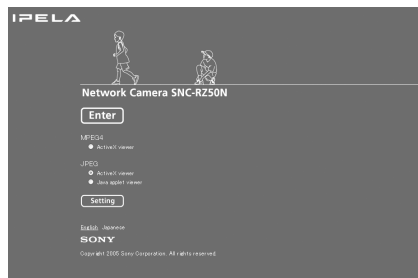 IPELA
Network Camera SNC-RZ50N
Enter
MPEG4
ActiveX viewer
JPEG
ActiveX viewer
Java applet viewer
Setting
English Japanese
SONY
Copyright 2005 Sony Corporation. All rights reserved.